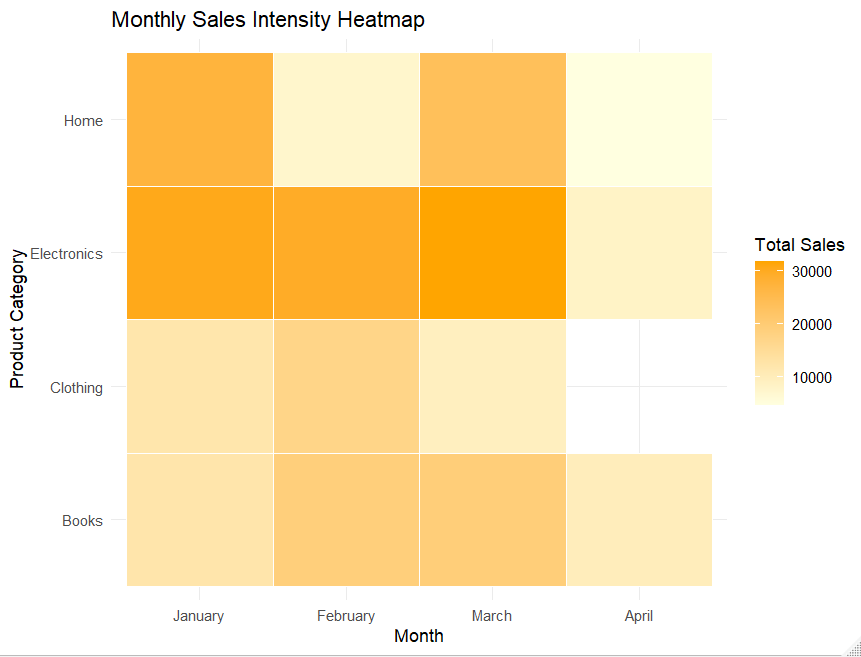 Monthly Sales Intensity Heatmap
Product Category
Home
Electronics
Clothing
Books
January February March April
Month
Total Sales
30000
20000
10000